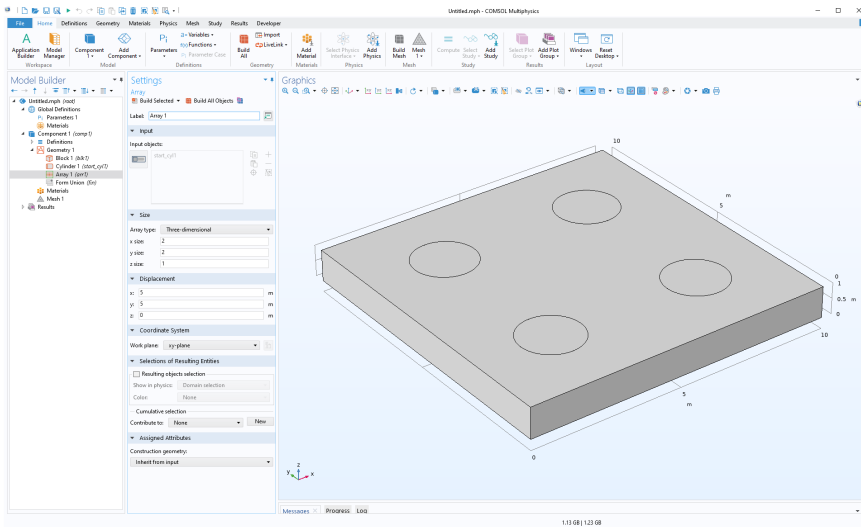 Untitled.mph - COMSOL Multiphysics
File Home Definitions Geometry Materials Physics Mesh Study Results Developer
Application Builder
Model Manager
Workspace
Component 1
Add Component
Model
Parameters
a= Variables
f(x) Functions
Pi Parameter Case
Definitions
Build All
Import
LiveLink
Geometry
Add Material
Materials
Select Physics Interface
Add Physics
Physics
Build Mesh
Mesh 1
Mesh
Compute
Select Study
Add Study
Study
Select Plot Group
Add Plot Group
Results
Windows
Reset Desktop
Layout
Model Builder
Untitled.mph (root)
Global Definitions
Pi Parameters 1
Materials
Component 1 (comp1)
Definitions
Geometry 1
Block 1 (blk1)
Cylinder 1 (start_cyl1)
Array 1 (arr1)
Form Union (fin)
Materials
Mesh 1
Results
Settings
Array
Build Selected Build All Objects
Label: Array 1
Input
Input objects:
start_cyl1
Size
Array type: Three-dimensional
x size: 2
y size: 2
z size: 1
Displacement
x: 5 m
y: 5 m
z: 0 m
Coordinate System
Work plane: xy-plane
Selections of Resulting Entities
Resulting objects selection
Show in physics: Domain selection
Color: None
Cumulative selection
Contribute to: None New
Assigned Attributes
Construction geometry:
Inherit from input
Graphics
10
m
5
0
1
0.5 m
0
10
5
m
0
z
y
x
Messages Progress Log
1.13 GB | 1.23 GB